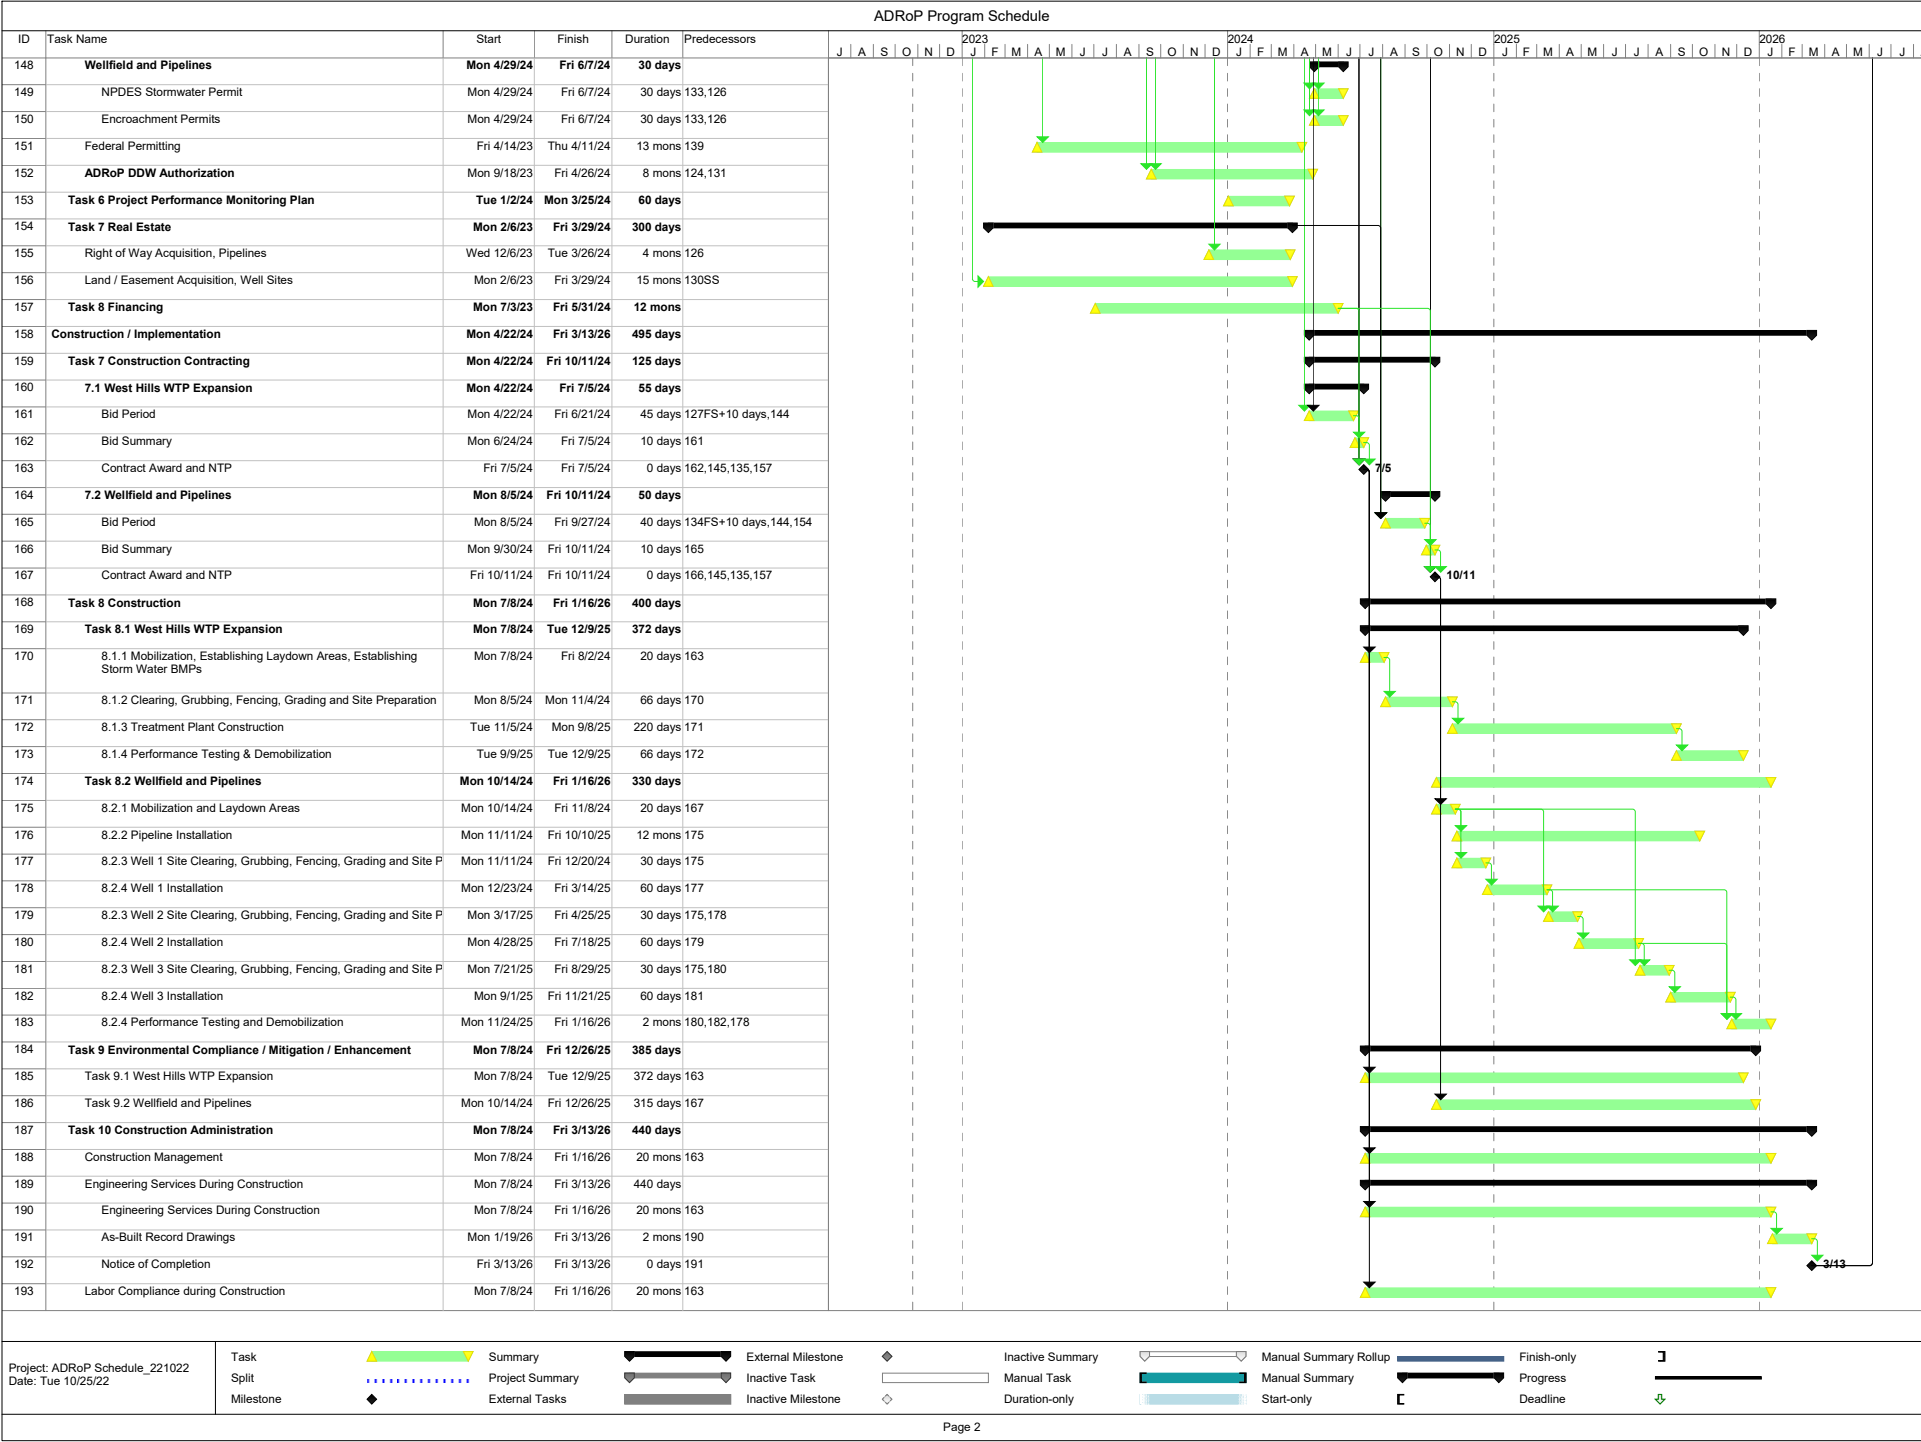 ADRoP Program Schedule
ID Task Name Start Finish Duration Predecessors
2023 2024 2025 2026
J A S O N D J F M A M J J A S O N D J F M A M J J A S O N D J F M A M J J A S O N D J F M A M J J
148 Wellfield and Pipelines Mon 4/29/24 Fri 6/7/24 30 days
149 NPDES Stormwater Permit Mon 4/29/24 Fri 6/7/24 30 days 133,126
150 Encroachment Permits Mon 4/29/24 Fri 6/7/24 30 days 133,126
151 Federal Permitting Fri 4/14/23 Thu 4/11/24 13 mons 139
152 ADRoP DDW Authorization Mon 9/18/23 Fri 4/26/24 8 mons 124,131
153 Task 6 Project Performance Monitoring Plan Tue 1/2/24 Mon 3/25/24 60 days
154 Task 7 Real Estate Mon 2/6/23 Fri 3/29/24 300 days
155 Right of Way Acquisition, Pipelines Wed 12/6/23 Tue 3/26/24 4 mons 126
156 Land / Easement Acquisition, Well Sites Mon 2/6/23 Fri 3/29/24 15 mons 130SS
157 Task 8 Financing Mon 7/3/23 Fri 5/31/24 12 mons
158 Construction / Implementation Mon 4/22/24 Fri 3/13/26 495 days
159 Task 7 Construction Contracting Mon 4/22/24 Fri 10/11/24 125 days
160 7.1 West Hills WTP Expansion Mon 4/22/24 Fri 7/5/24 55 days
161 Bid Period Mon 4/22/24 Fri 6/21/24 45 days 127FS+10 days,144
162 Bid Summary Mon 6/24/24 Fri 7/5/24 10 days 161
163 Contract Award and NTP Fri 7/5/24 Fri 7/5/24 0 days 162,145,135,157 7/5
164 7.2 Wellfield and Pipelines Mon 8/5/24 Fri 10/11/24 50 days
165 Bid Period Mon 8/5/24 Fri 9/27/24 40 days 134FS+10 days,144,154
166 Bid Summary Mon 9/30/24 Fri 10/11/24 10 days 165
167 Contract Award and NTP Fri 10/11/24 Fri 10/11/24 0 days 166,145,135,157 10/11
168 Task 8 Construction Mon 7/8/24 Fri 1/16/26 400 days
169 Task 8.1 West Hills WTP Expansion Mon 7/8/24 Tue 12/9/25 372 days
170 8.1.1 Mobilization, Establishing Laydown Areas, Establishing Mon 7/8/24 Fri 8/2/24 20 days 163
Storm Water BMPs
171 8.1.2 Clearing, Grubbing, Fencing, Grading and Site Preparation Mon 8/5/24 Mon 11/4/24 66 days 170
172 8.1.3 Treatment Plant Construction Tue 11/5/24 Mon 9/8/25 220 days 171
173 8.1.4 Performance Testing & Demobilization Tue 9/9/25 Tue 12/9/25 66 days 172
174 Task 8.2 Wellfield and Pipelines Mon 10/14/24 Fri 1/16/26 330 days
175 8.2.1 Mobilization and Laydown Areas Mon 10/14/24 Fri 11/8/24 20 days 167
176 8.2.2 Pipeline Installation Mon 11/11/24 Fri 10/10/25 12 mons 175
177 8.2.3 Well 1 Site Clearing, Grubbing, Fencing, Grading and Site P Mon 11/11/24 Fri 12/20/24 30 days 175
178 8.2.4 Well 1 Installation Mon 12/23/24 Fri 3/14/25 60 days 177
179 8.2.3 Well 2 Site Clearing, Grubbing, Fencing, Grading and Site P Mon 3/17/25 Fri 4/25/25 30 days 175,178
180 8.2.4 Well 2 Installation Mon 4/28/25 Fri 7/18/25 60 days 179
181 8.2.3 Well 3 Site Clearing, Grubbing, Fencing, Grading and Site P Mon 7/21/25 Fri 8/29/25 30 days 175,180
182 8.2.4 Well 3 Installation Mon 9/1/25 Fri 11/21/25 60 days 181
183 8.2.4 Performance Testing and Demobilization Mon 11/24/25 Fri 1/16/26 2 mons 180,182,178
184 Task 9 Environmental Compliance / Mitigation / Enhancement Mon 7/8/24 Fri 12/26/25 385 days
185 Task 9.1 West Hills WTP Expansion Mon 7/8/24 Tue 12/9/25 372 days 163
186 Task 9.2 Wellfield and Pipelines Mon 10/14/24 Fri 12/26/25 315 days 167
187 Task 10 Construction Administration Mon 7/8/24 Fri 3/13/26 440 days
188 Construction Management Mon 7/8/24 Fri 1/16/26 20 mons 163
189 Engineering Services During Construction Mon 7/8/24 Fri 3/13/26 440 days
190 Engineering Services During Construction Mon 7/8/24 Fri 1/16/26 20 mons 163
191 As-Built Record Drawings Mon 1/19/26 Fri 3/13/26 2 mons 190
192 Notice of Completion Fri 3/13/26 Fri 3/13/26 0 days 191 3/13
193 Labor Compliance during Construction Mon 7/8/24 Fri 1/16/26 20 mons 163
Project: ADRoP Schedule_221022
Date: Tue 10/25/22
Task Summary External Milestone Inactive Summary Manual Summary Rollup Finish-only
Split Project Summary Inactive Task Manual Task Manual Summary Progress
Milestone External Tasks Inactive Milestone Duration-only Start-only Deadline
Page 2